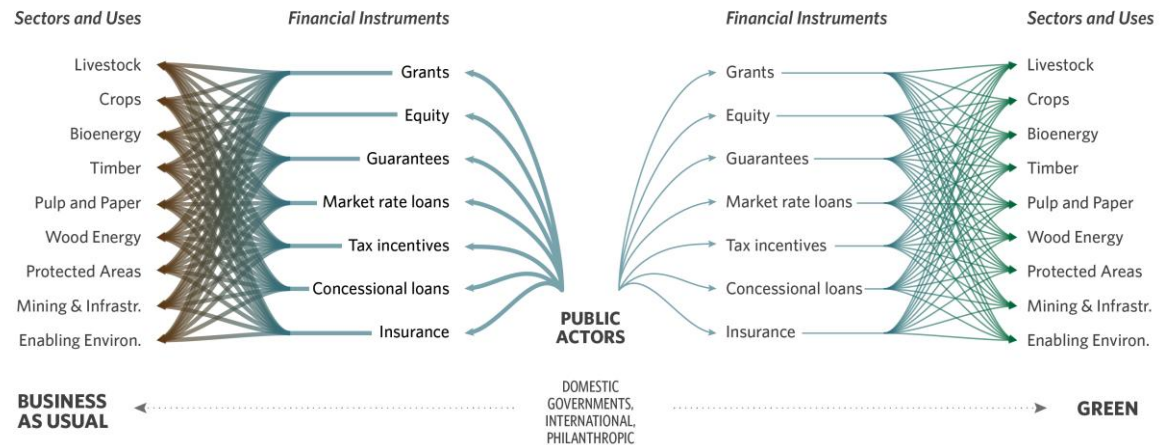 Sectors and Uses
Financial Instruments
Financial Instruments
Sectors and Uses
Livestock
Crops
Bioenergy
Timber
Pulp and Paper
Wood Energy
Protected Areas
Mining & Infrastr.
Enabling Environ.
Grants
Equity
Guarantees
Market rate loans
Tax incentives
Concessional loans
Insurance
PUBLIC
ACTORS
Grants
Equity
Guarantees
Market rate loans
Tax incentives
Concessional loans
Insurance
Livestock
Crops
Bioenergy
Timber
Pulp and Paper
Wood Energy
Protected Areas
Mining & Infrastr.
Enabling Environ.
BUSINESS
AS USUAL
DOMESTIC
GOVERNMENTS,
INTERNATIONAL,
PHILANTHROPIC
GREEN